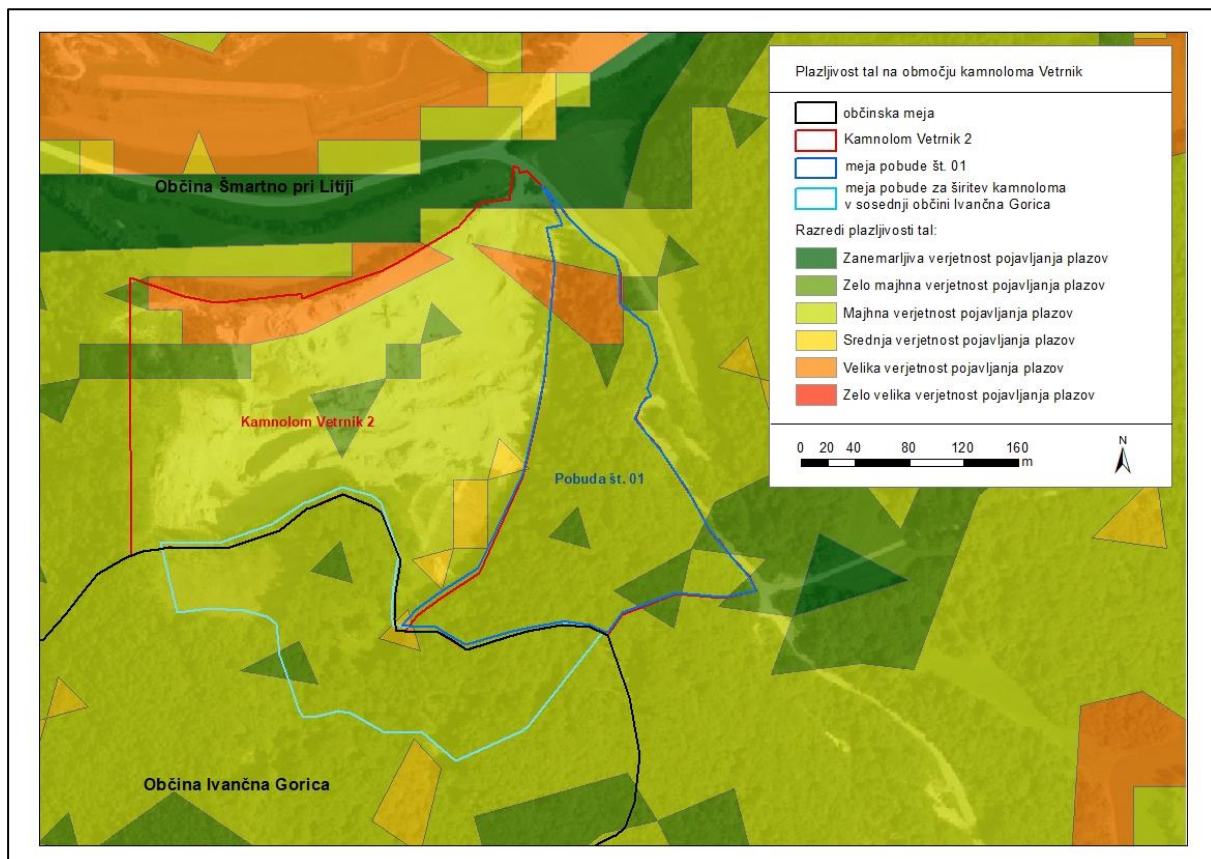 Plazljivost tal na območju kamnoloma Vetrnik
občinska meja
Kamnolom Vetrnik 2
meja pobude št. 01
meja pobude za širitev kamnoloma
v sosednji občini Ivančna Gorica
Razredi plazljivosti tal:
Zanemarljiva verjetnost pojavljanja plazov
Zelo majhna verjetnost pojavljanja plazov
Majhna verjetnost pojavljanja plazov
Srednja verjetnost pojavljanja plazov
Velika verjetnost pojavljanja plazov
Zelo velika verjetnost pojavljanja plazov
0 20 40 80 120 160
m
N
Občina Šmartno pri Litiji
Kamnolom Vetrnik 2
Pobuda št. 01
Občina Ivančna Gorica